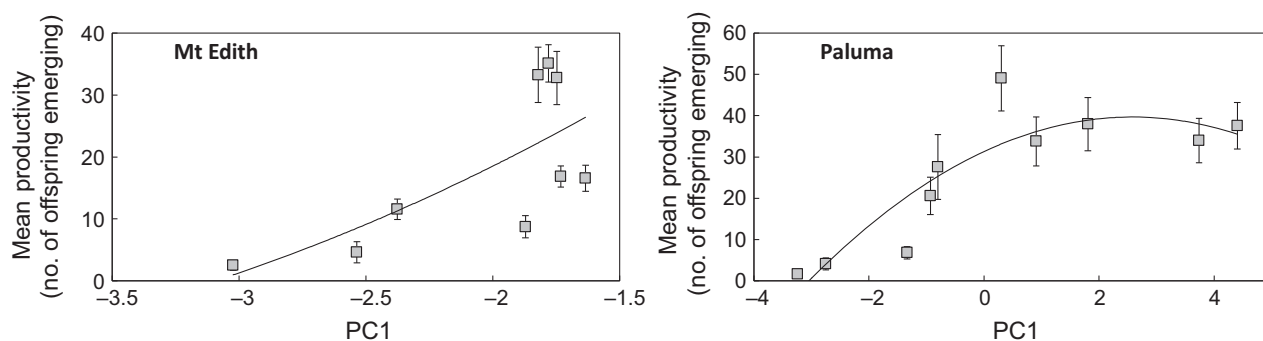 Mt Edith
Mean productivity
(no. of offspring emerging)
40
30
20
10
0
–3.5
–3
–2.5
–2
–1.5
PC1
Paluma
Mean productivity
(no. of offspring emerging)
60
50
40
30
20
10
0
–4
–2
0
2
4
PC1